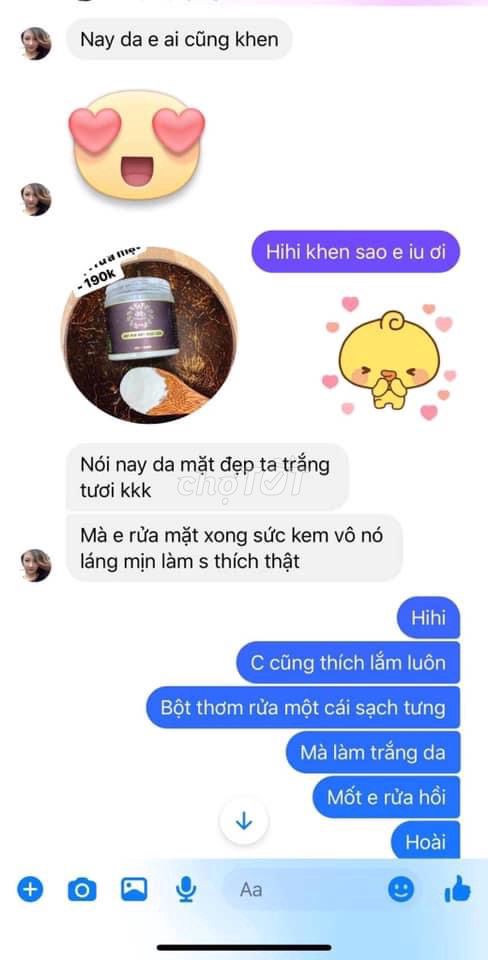 Nay da e ai cũng khen
Hihi khen sao e iu ơi
rửa mặt
- 190k
Nói nay da mặt đẹp ta trắng
tươi kkk
chợTỐT
Mà e rửa mặt xong sức kem vô nó
láng mịn làm s thích thật
Hihi
C cũng thích lắm luôn
Bột thơm rửa một cái sạch tưng
Mà làm trắng da
Mốt e rửa hồi
Hoài
Aa